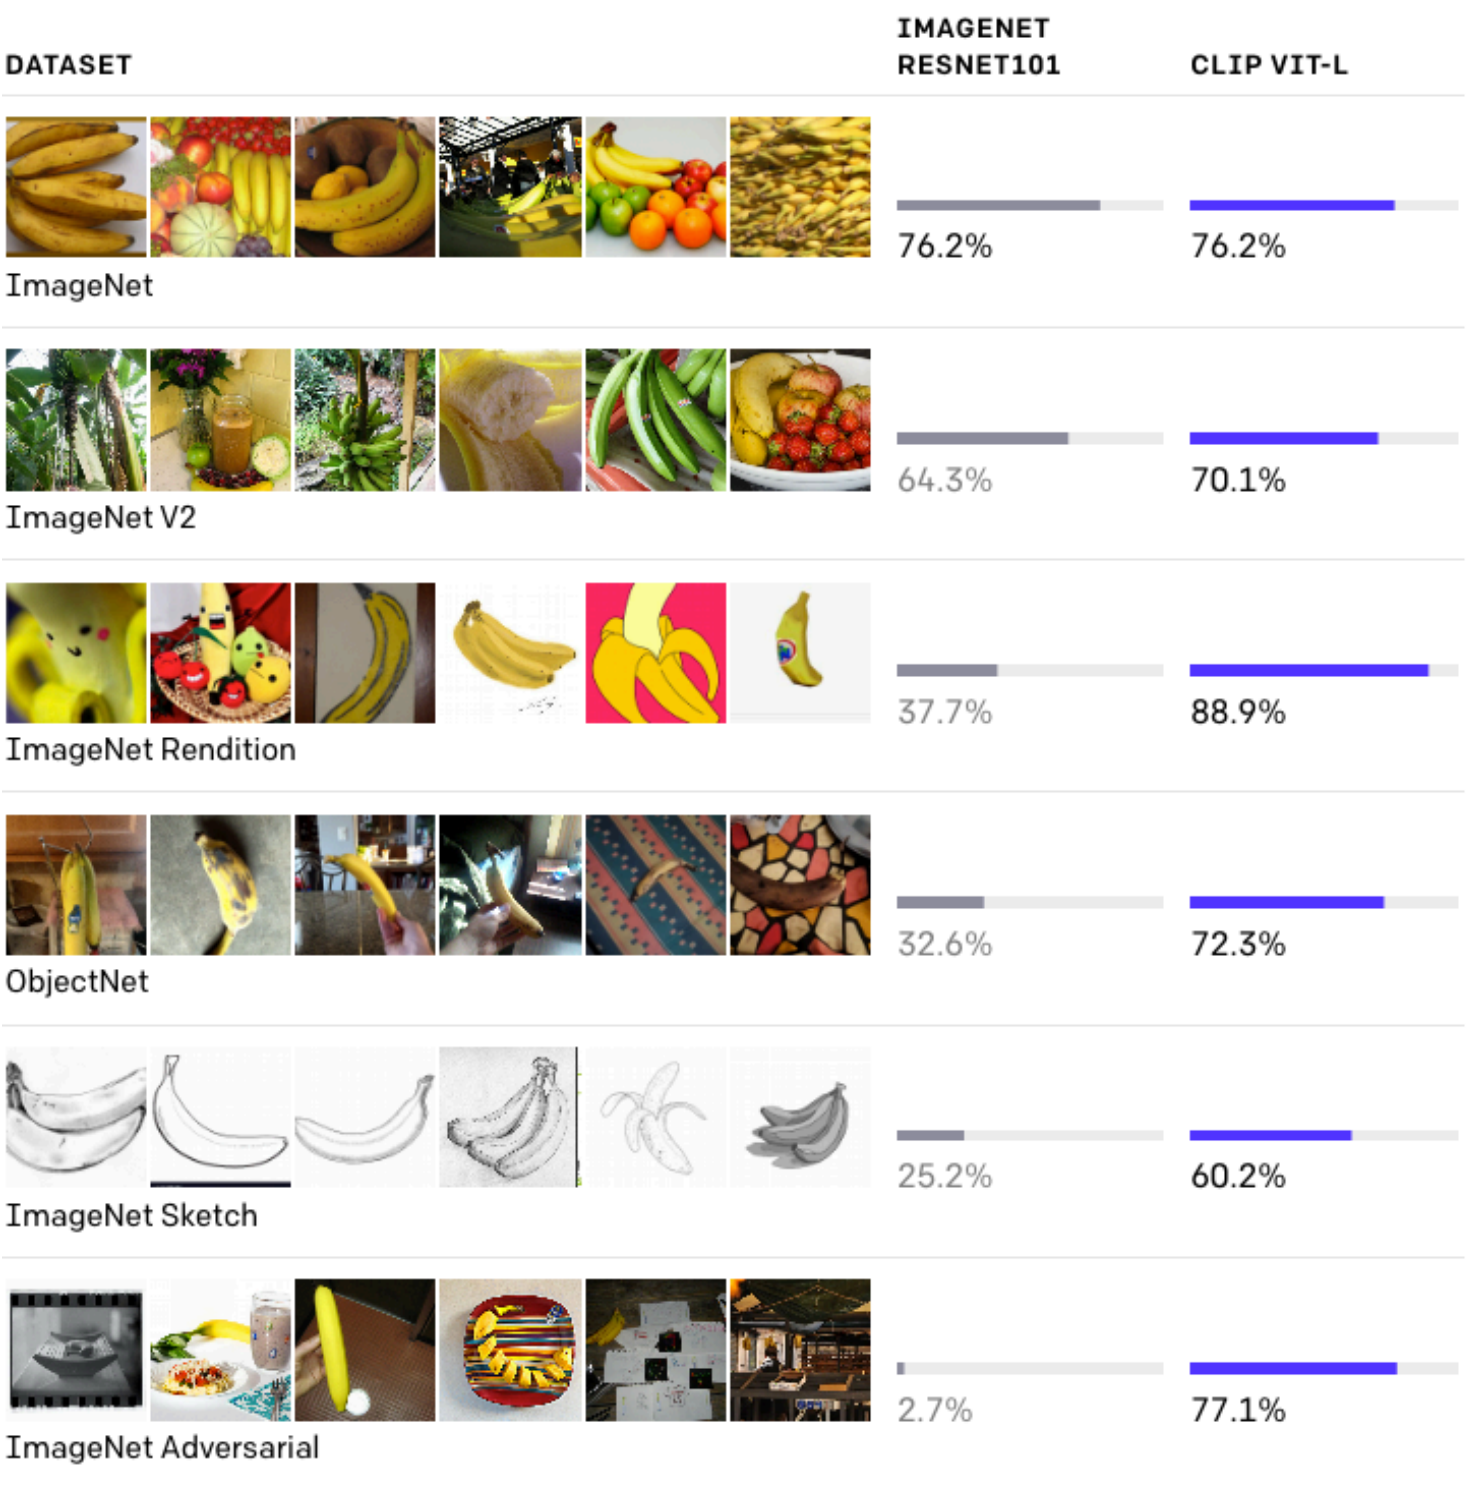 DATASET
IMAGENET
RESNET101
CLIP VIT-L
76.2%
76.2%
ImageNet
64.3%
70.1%
ImageNet V2
37.7%
88.9%
ImageNet Rendition
32.6%
72.3%
ObjectNet
25.2%
60.2%
ImageNet Sketch
2.7%
77.1%
ImageNet Adversarial